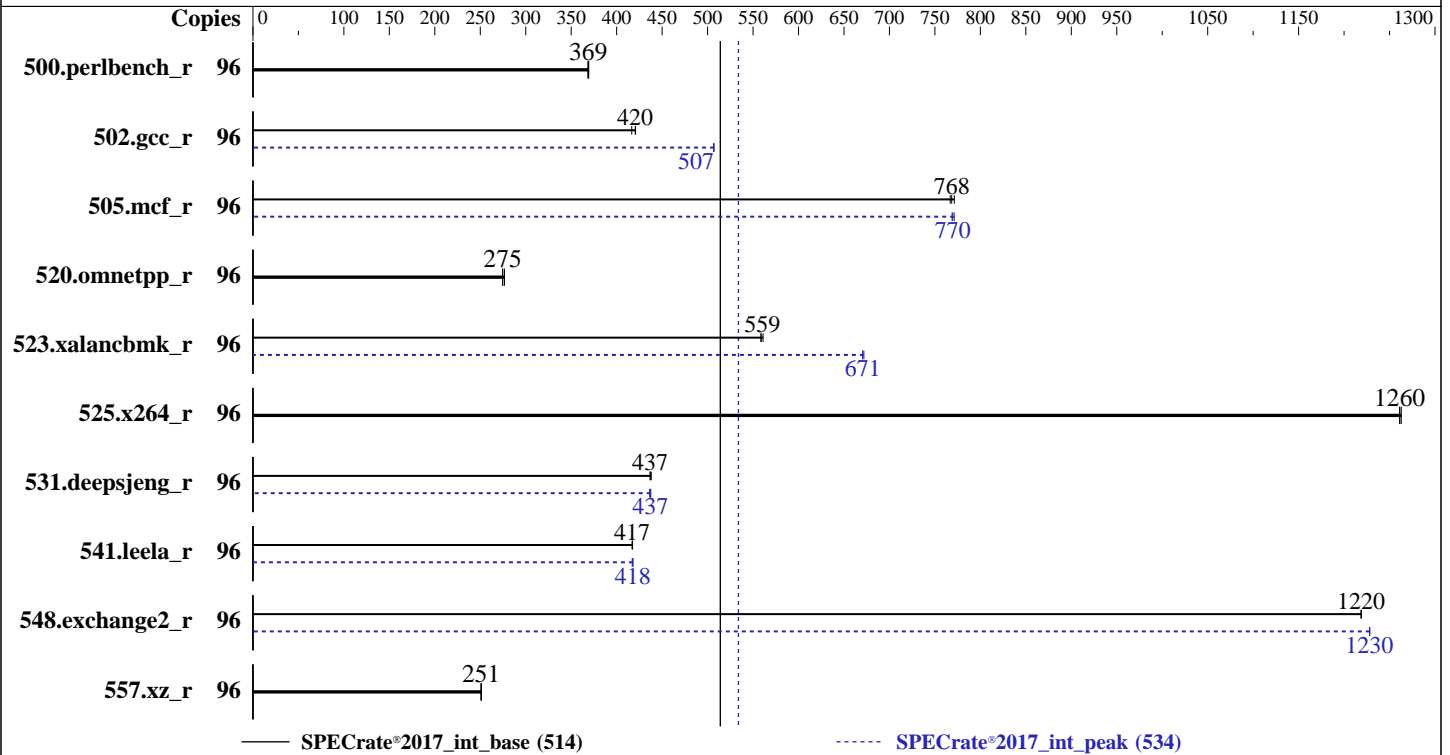 Copies 0 100 150 200 250 300 350 400 450 500 550 600 650 700 750 800 850 900 950 1050 1150 1300
500.perlbench_r 96 369
502.gcc_r 96 420
507
505.mcf_r 96 768
770
520.omnetpp_r 96 275
523.xalancbmk_r 96 559
671
525.x264_r 96 1260
531.deepsjeng_r 96 437
437
541.leela_r 96 417
418
548.exchange2_r 96 1220
1230
557.xz_r 96 251
SPECrate®2017_int_base (514) SPECrate®2017_int_peak (534)